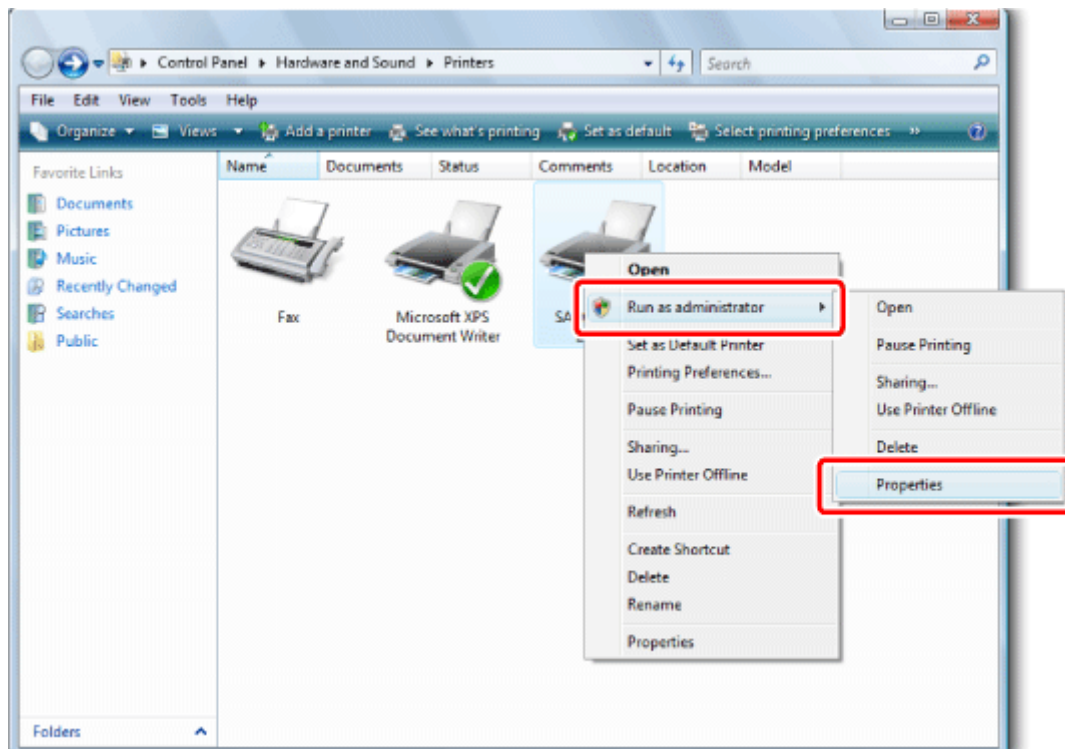 Control Panel ▸ Hardware and Sound ▸ Printers
Search
File Edit View Tools Help
Organize Views Add a printer See what's printing Set as default Select printing preferences »
Favorite Links
Documents
Pictures
Music
Recently Changed
Searches
Public
Folders
Name Documents Status Comments Location Model
Fax
Microsoft XPS
Document Writer
SA
Open
Run as administrator
Set as Default Printer
Printing Preferences...
Pause Printing
Sharing...
Use Printer Offline
Refresh
Create Shortcut
Delete
Rename
Properties
Open
Pause Printing
Sharing...
Use Printer Offline
Delete
Properties